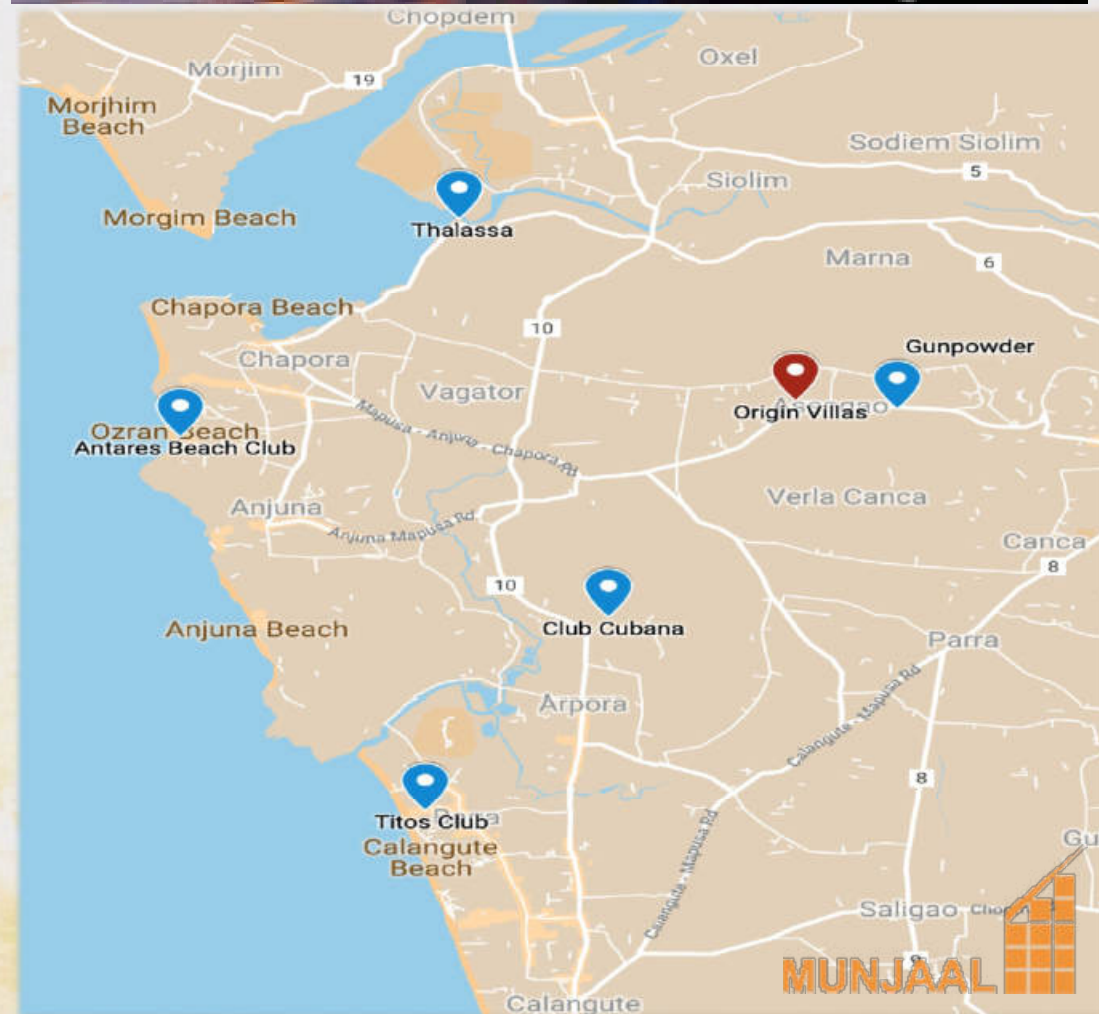 Chopdem
Oxel
Morjim
19
Morjhim
Beach
Sodiem Siolim
5
Siolim
Morgim Beach
Thalassa
Marna
6
Chapora Beach
10
Gunpowder
Chapora
Vagator
Origin Villas
Mapusa - Anjuna - Chapora Rd
Ozran Beach
Antares Beach Club
Verla Canca
Anjuna
Anjuna Mapusa Rd
Canca
8
10
Anjuna Beach
Club Cubana
Parra
Arpora
Calangute - Mapusa Rd
8
Titos Club
Calangute
Beach
Calangute - Mapusa Rd
Saligao
MUNJAAL
Calangute